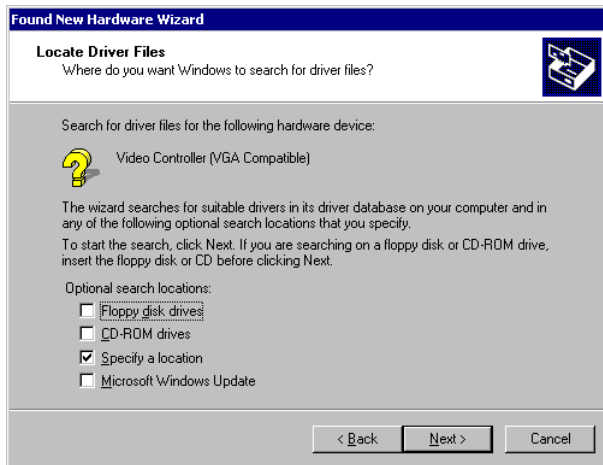 Found New Hardware Wizard
Locate Driver Files
Where do you want Windows to search for driver files?
Search for driver files for the following hardware device:
Video Controller (VGA Compatible)
The wizard searches for suitable drivers in its driver database on your computer and in
any of the following optional search locations that you specify.
To start the search, click Next. If you are searching on a floppy disk or CD-ROM drive,
insert the floppy disk or CD before clicking Next.
Optional search locations:
Floppy disk drives
CD-ROM drives
Specify a location
Microsoft Windows Update
< Back Next > Cancel